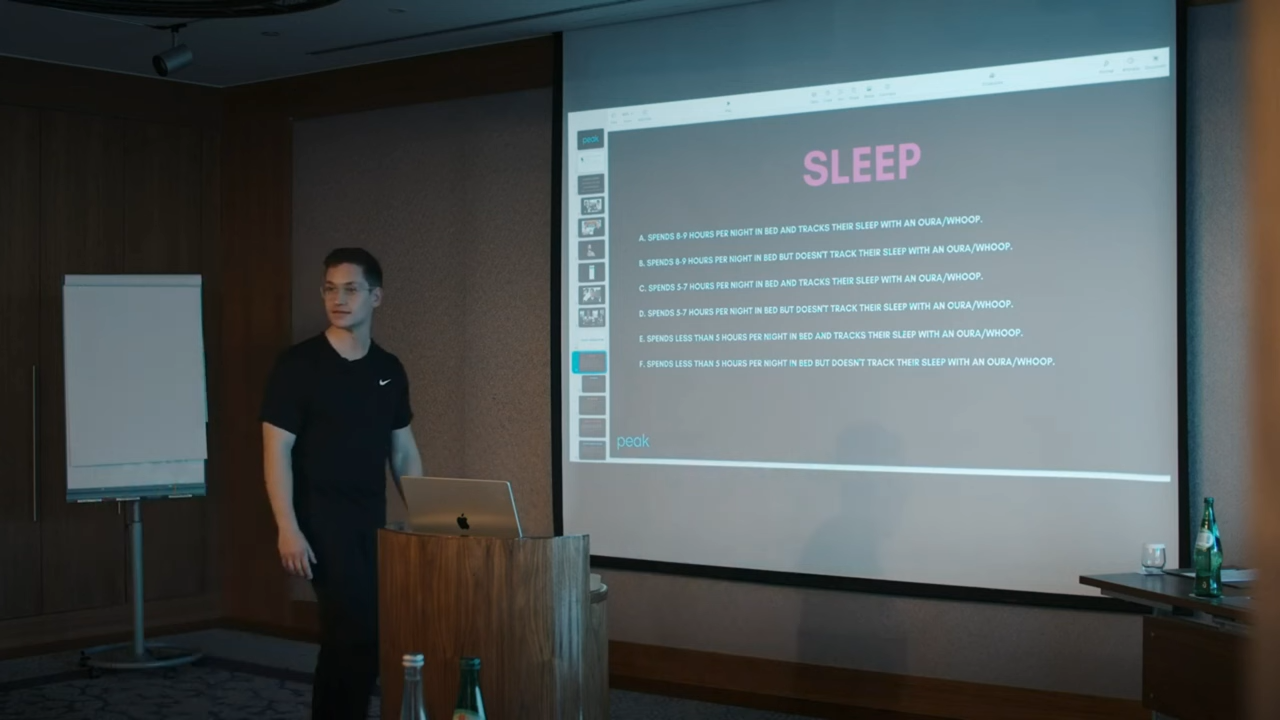 peak
SLEEP
A. SPENDS 8-9 HOURS PER NIGHT IN BED AND TRACKS THEIR SLEEP WITH AN OURA/WHOOP.
B. SPENDS 8-9 HOURS PER NIGHT IN BED BUT DOESN'T TRACK THEIR SLEEP WITH AN OURA/WHOOP.
C. SPENDS 5-7 HOURS PER NIGHT IN BED AND TRACKS THEIR SLEEP WITH AN OURA/WHOOP.
D. SPENDS 5-7 HOURS PER NIGHT IN BED BUT DOESN'T TRACK THEIR SLEEP WITH AN OURA/WHOOP.
E. SPENDS LESS THAN 5 HOURS PER NIGHT IN BED AND TRACKS THEIR SLEEP WITH AN OURA/WHOOP.
F. SPENDS LESS THAN 5 HOURS PER NIGHT IN BED BUT DOESN'T TRACK THEIR SLEEP WITH AN OURA/WHOOP.
peak